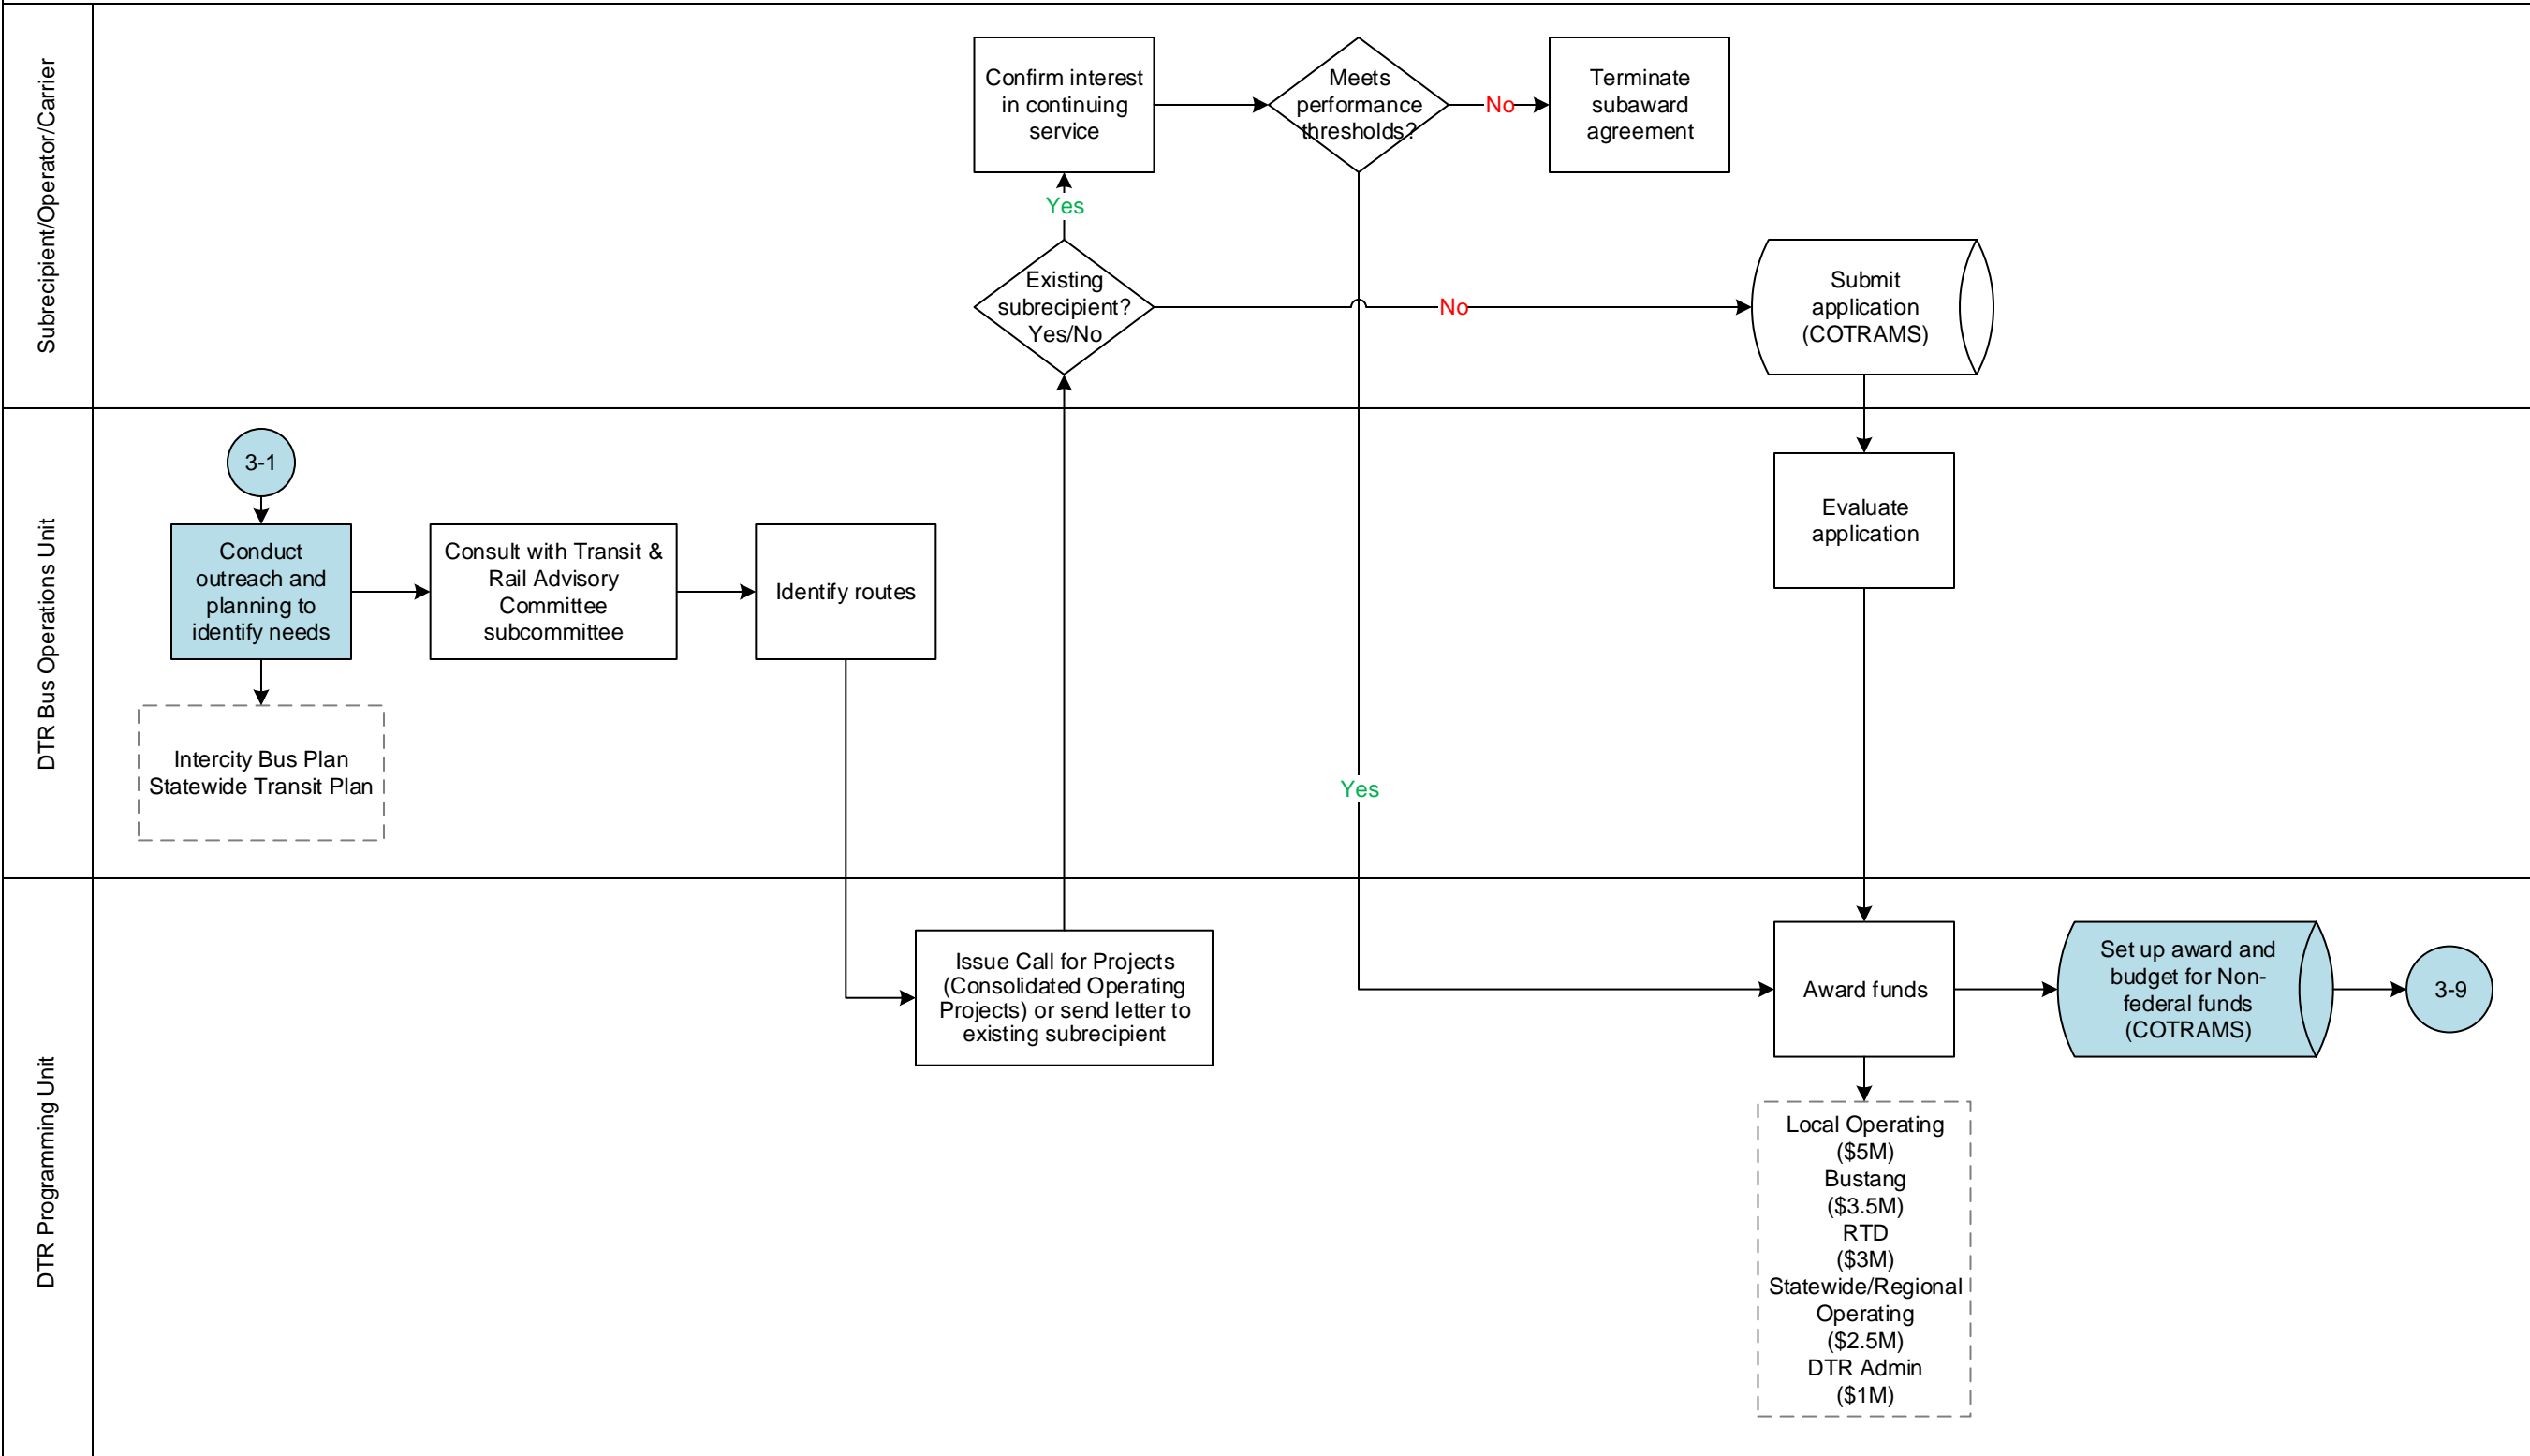 Subrecipient/Operator/Carrier
Confirm interest
in continuing
service
Meets
performance
thresholds?
No
Terminate
subaward
agreement
Yes
Existing
subrecipient?
Yes/No
No
Submit
application
(COTRAMS)
DTR Bus Operations Unit
3-1
Conduct
outreach and
planning to
identify needs
Consult with Transit &
Rail Advisory
Committee
subcommittee
Identify routes
Evaluate
application
Intercity Bus Plan
Statewide Transit Plan
Yes
DTR Programming Unit
Issue Call for Projects
(Consolidated Operating
Projects) or send letter to
existing subrecipient
Award funds
Set up award and
budget for Non-
federal funds
(COTRAMS)
3-9
Local Operating
($5M)
Bustang
($3.5M)
RTD
($3M)
Statewide/Regional
Operating
($2.5M)
DTR Admin
($1M)